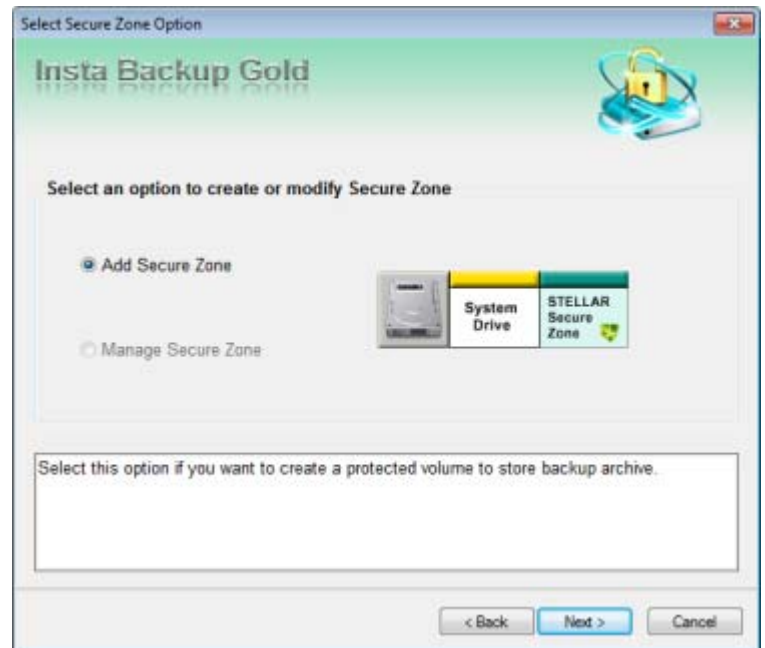 Select Secure Zone Option
Insta Backup Gold
Select an option to create or modify Secure Zone
Add Secure Zone
System
Drive
STELLAR
Secure
Zone
Manage Secure Zone
Select this option if you want to create a protected volume to store backup archive.
< Back
Next >
Cancel